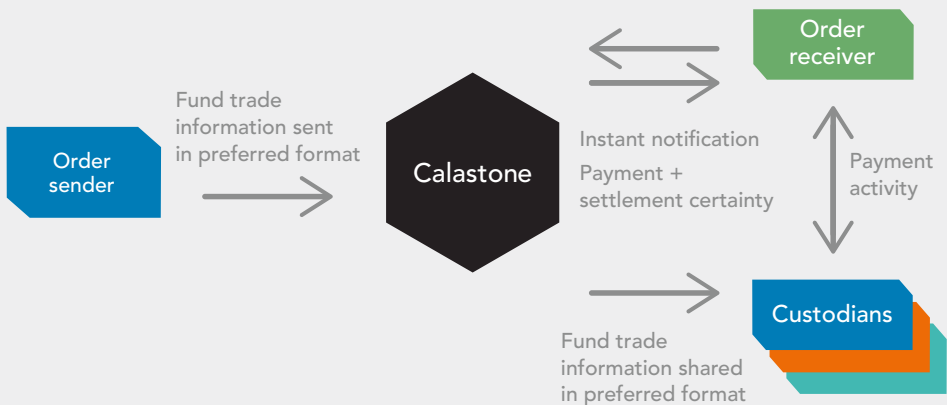 Order
sender
Fund trade
information sent
in preferred format
Calastone
Order
receiver
Instant notification
Payment +
settlement certainty
Payment
activity
Custodians
Fund trade
information shared
in preferred format